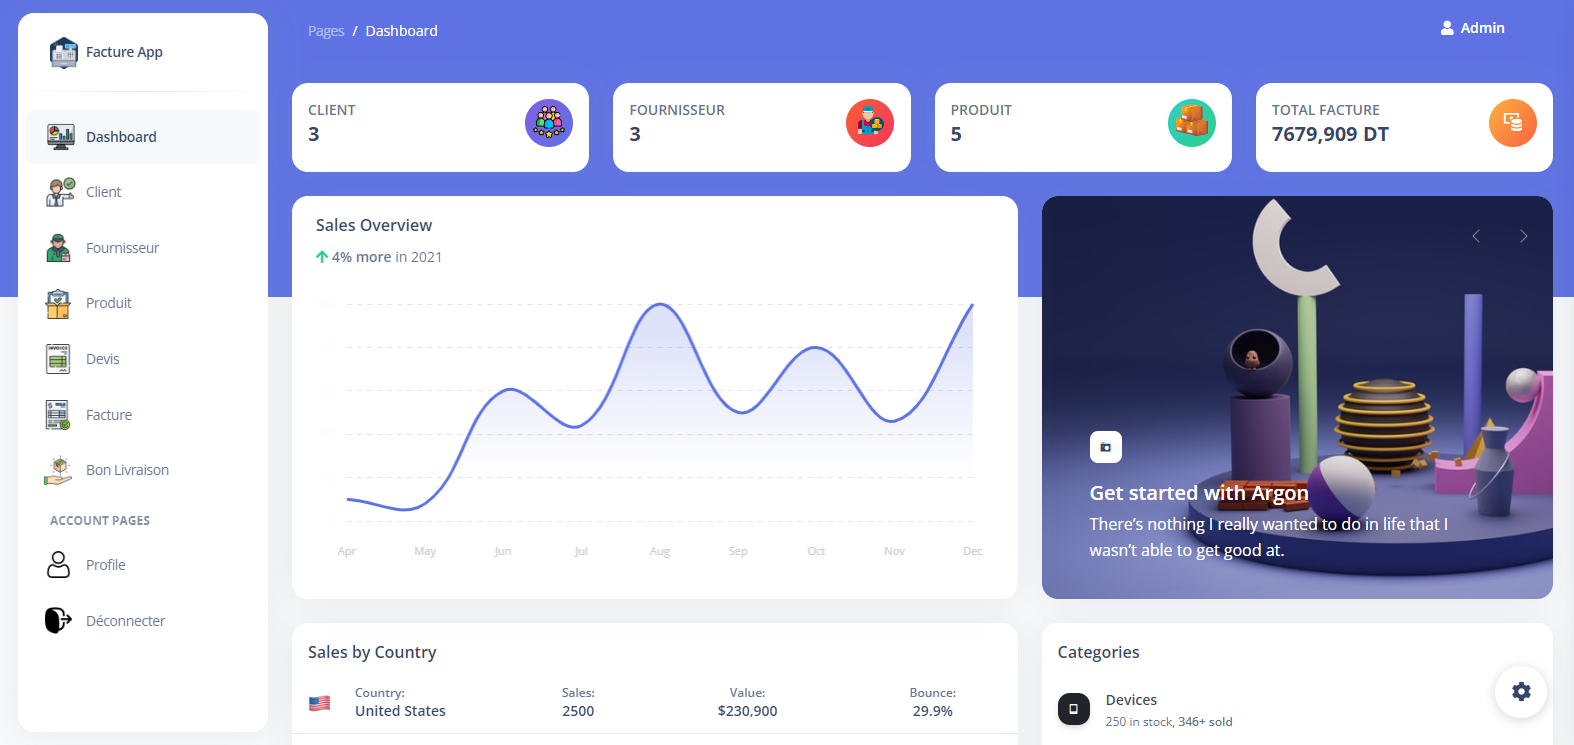 Facture App
Dashboard
Client
Fournisseur
Produit
Devis
INVOICE
Facture
Bon Livraison
ACCOUNT PAGES
Profile
Déconnecter
Pages / Dashboard
Admin
CLIENT
3
FOURNISSEUR
3
PRODUIT
5
TOTAL FACTURE
7679,909 DT
Sales Overview
4% more in 2021
Apr May Jun Jul Aug Sep Oct Nov Dec
Get started with Argon
There’s nothing I really wanted to do in life that I
wasn’t able to get good at.
Sales by Country
Country: Sales: Value: Bounce:
United States 2500 $230,900 29.9%
Categories
Devices
250 in stock, 346+ sold